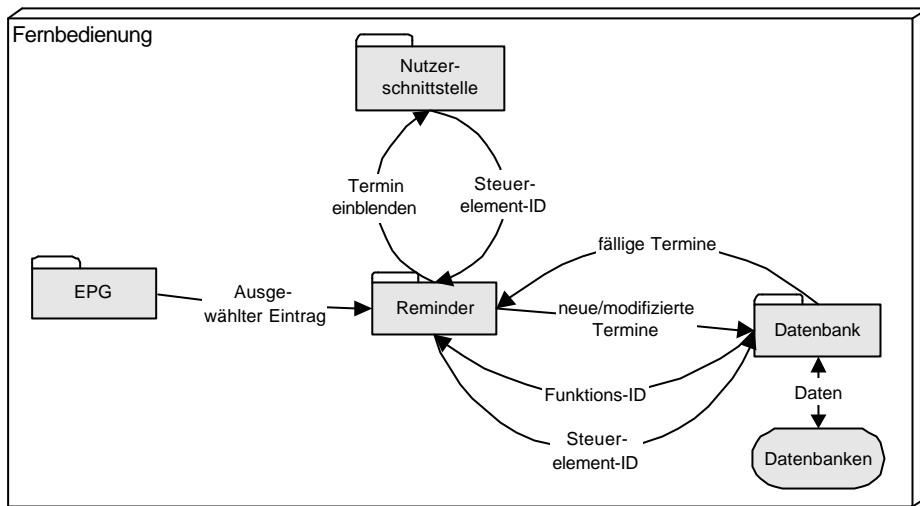 Fernbedienung
Nutzer-
schnittstelle
Termin
einblenden
Steuer-
element-ID
fällige Termine
EPG
Ausge-
wählter Eintrag
Reminder
neue/modifizierte
Termine
Datenbank
Funktions-ID
Daten
Steuer-
element-ID
Datenbanken